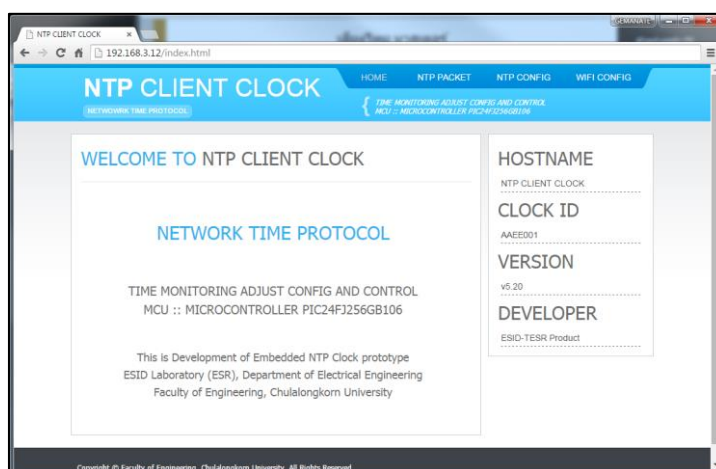 GEMANATE
NTP CLIENT CLOCK
192.168.3.12/index.html
NTP CLIENT CLOCK
HOME NTP PACKET NTP CONFIG WIFI CONFIG
NETWOWRK TIME PROTOCOL
{ TIME MONITORING ADJUST CONFIG AND CONTROL
MCU :: MICROCONTROLLER PIC24FJ256GB106
WELCOME TO NTP CLIENT CLOCK
NETWORK TIME PROTOCOL
TIME MONITORING ADJUST CONFIG AND CONTROL
MCU :: MICROCONTROLLER PIC24FJ256GB106
This is Development of Embedded NTP Clock prototype
ESID Laboratory (ESR), Department of Electrical Engineering
Faculty of Engineering, Chulalongkorn University
HOSTNAME
NTP CLIENT CLOCK
CLOCK ID
AAEE001
VERSION
v5.20
DEVELOPER
ESID-TESR Product
Copyright © Faculty of Engineering, Chulalongkorn University. All Rights Reserved